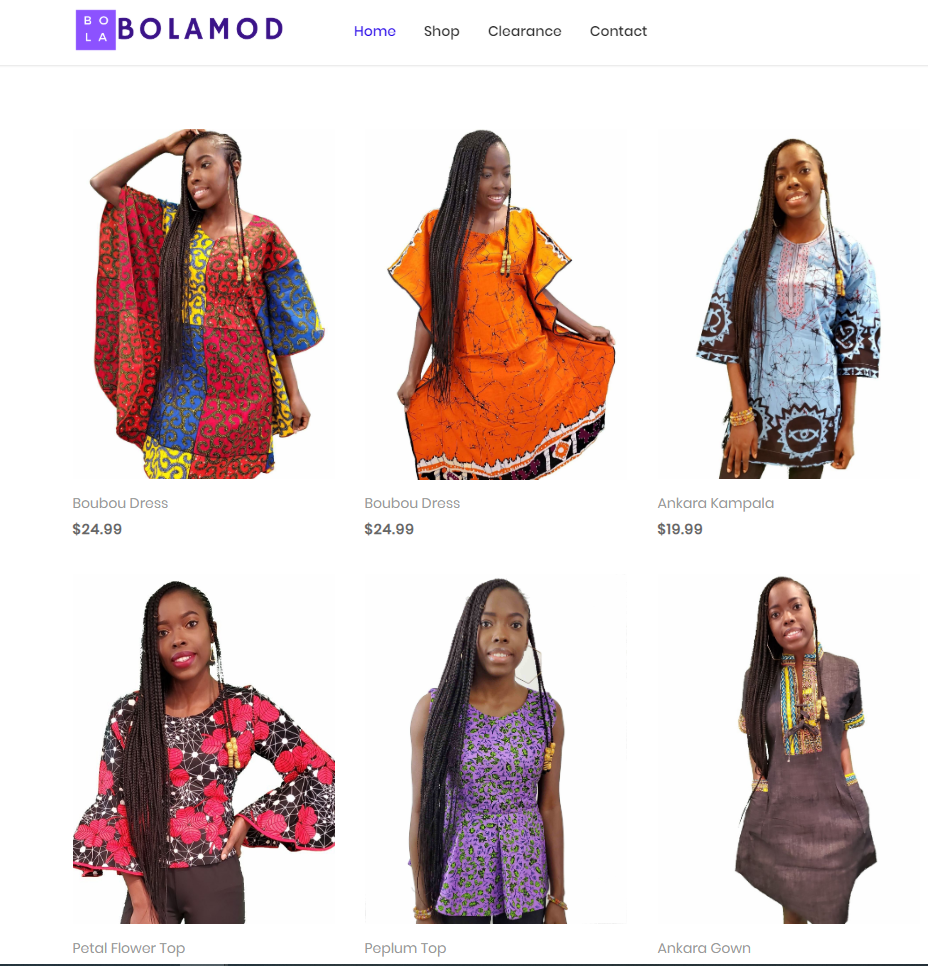 BO
LA
BOLAMOD
Home Shop Clearance Contact
Boubou Dress Boubou Dress Ankara Kampala
$24.99 $24.99 $19.99
Petal Flower Top Peplum Top Ankara Gown